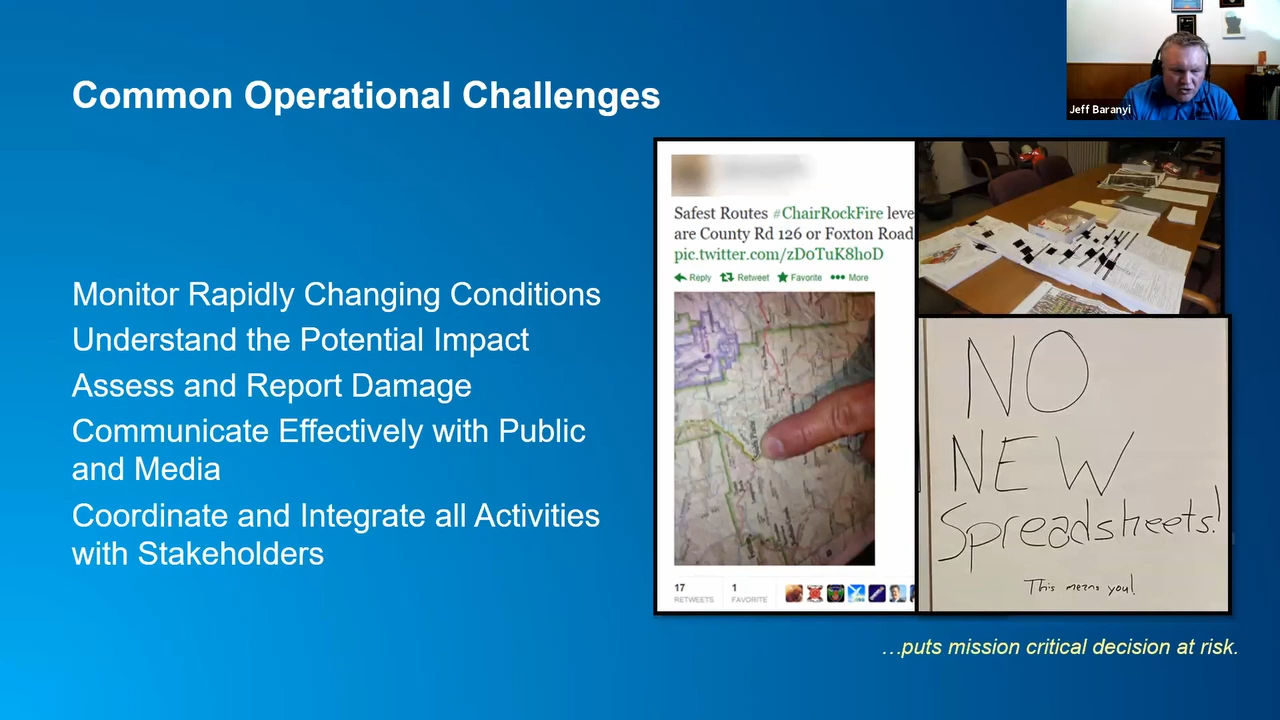 Common Operational Challenges
Jeff Baranyi
Monitor Rapidly Changing Conditions
Understand the Potential Impact
Assess and Report Damage
Communicate Effectively with Public
and Media
Coordinate and Integrate all Activities
with Stakeholders
Safest Routes #ChairRockFire leve
are County Rd 126 or Foxton Road
pic.twitter.com/zDoTuK8hoD
Reply Retweet Favorite More
17 1
RETWEETS FAVORITE
NO
NEW
Spreadsheets!
This means you!
…puts mission critical decision at risk.